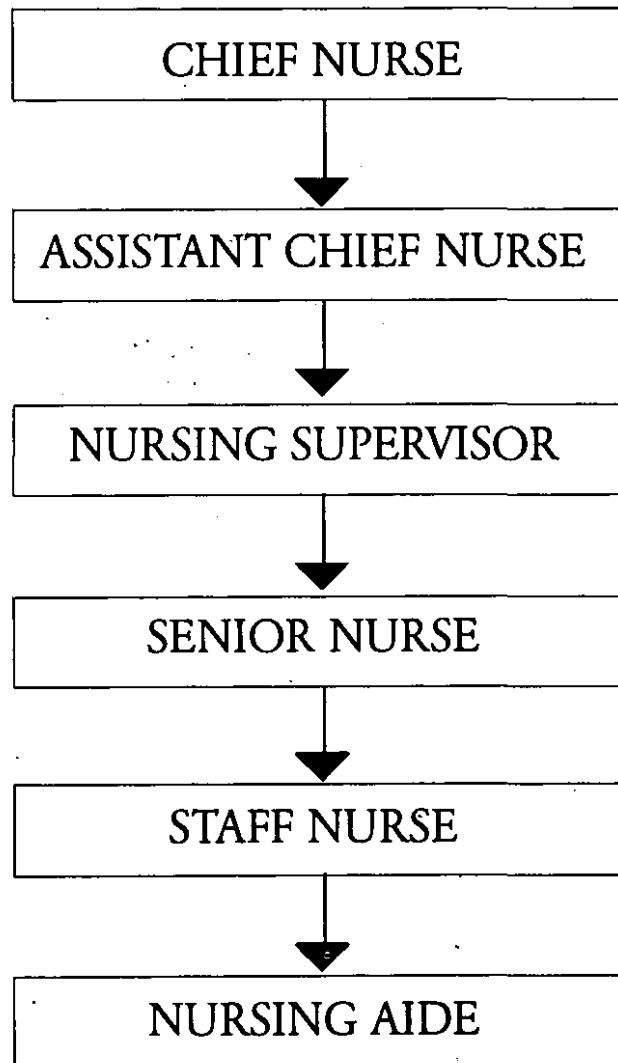 CHIEF NURSE
ASSISTANT CHIEF NURSE
NURSING SUPERVISOR
SENIOR NURSE
STAFF NURSE
NURSING AIDE